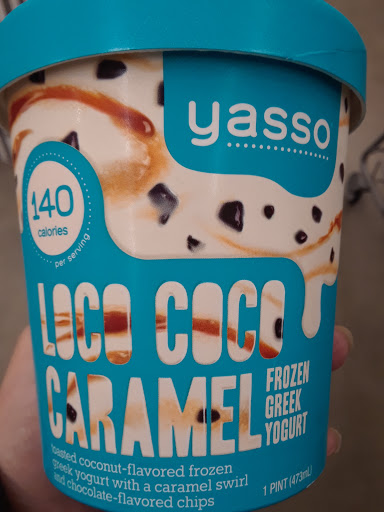 yasso
140
calories
per serving
LOCO COCO
CARAMEL
FROZEN
GREEK
YOGURT
toasted coconut-flavored frozen
greek yogurt with a caramel swirl
and chocolate-flavored chips
1 PINT (473mL)